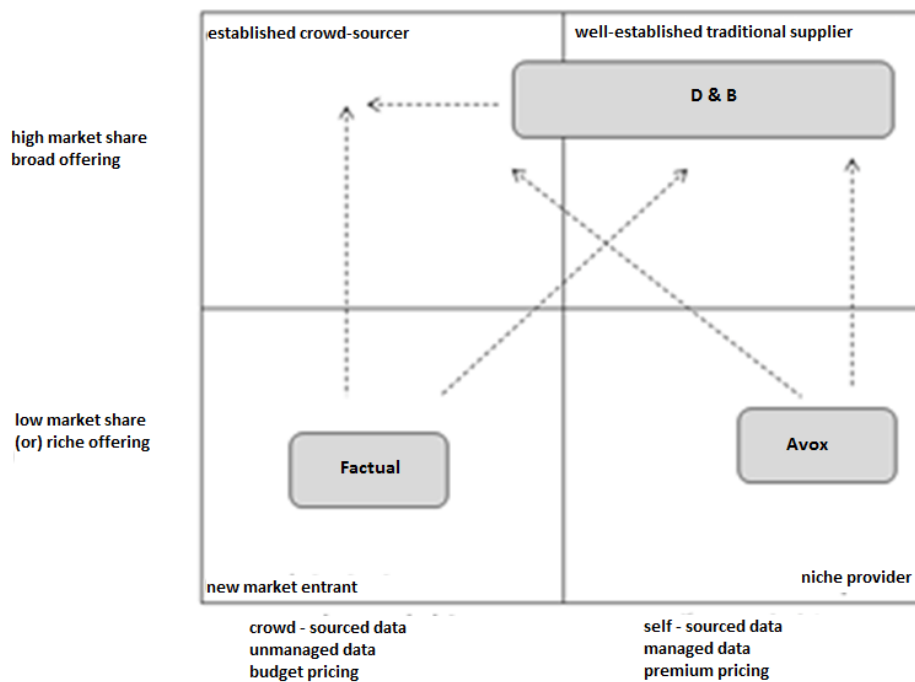 established crowd-sourcer
well-established traditional supplier
D & B
high market share
broad offering
low market share
(or) riche offering
Factual
Avox
new market entrant
niche provider
crowd - sourced data
unmanaged data
budget pricing
self - sourced data
managed data
premium pricing